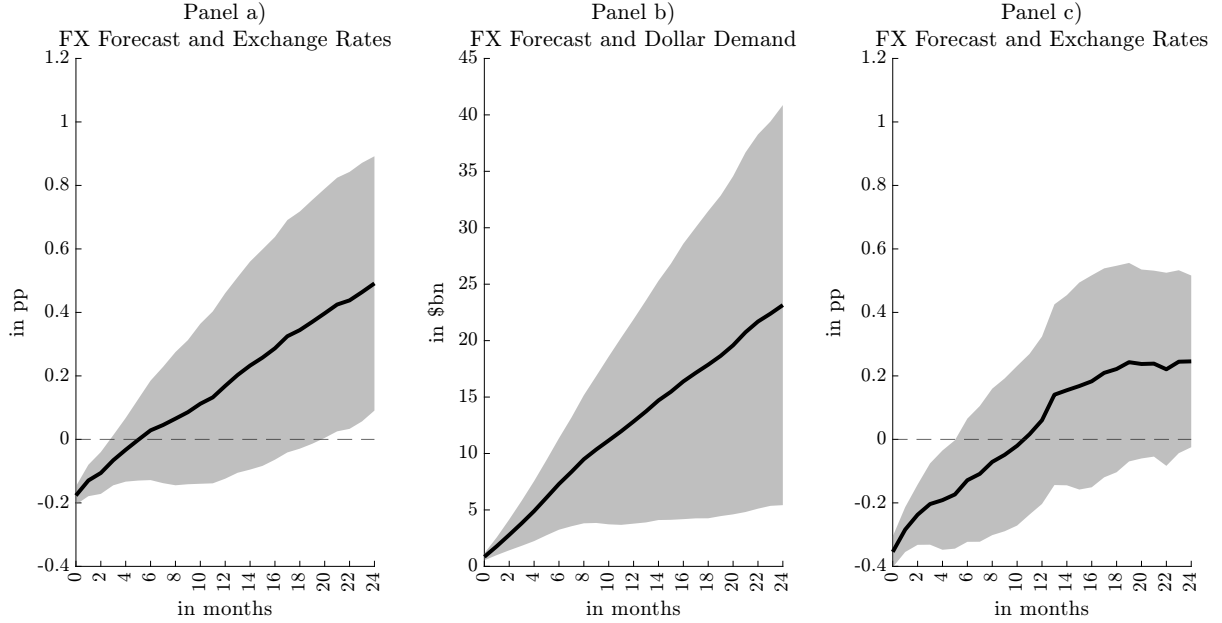 Panel a)
FX Forecast and Exchange Rates
1.2
1
0.8
0.6
0.4
0.2
0
-0.2
-0.4
in pp
0 2 4 6 8 10 12 14 16 18 20 22 24
in months
Panel b)
FX Forecast and Dollar Demand
45
40
35
30
25
20
15
10
5
0
in $bn
0 2 4 6 8 10 12 14 16 18 20 22 24
in months
Panel c)
FX Forecast and Exchange Rates
1.2
1
0.8
0.6
0.4
0.2
0
-0.2
-0.4
in pp
0 2 4 6 8 10 12 14 16 18 20 22 24
in months